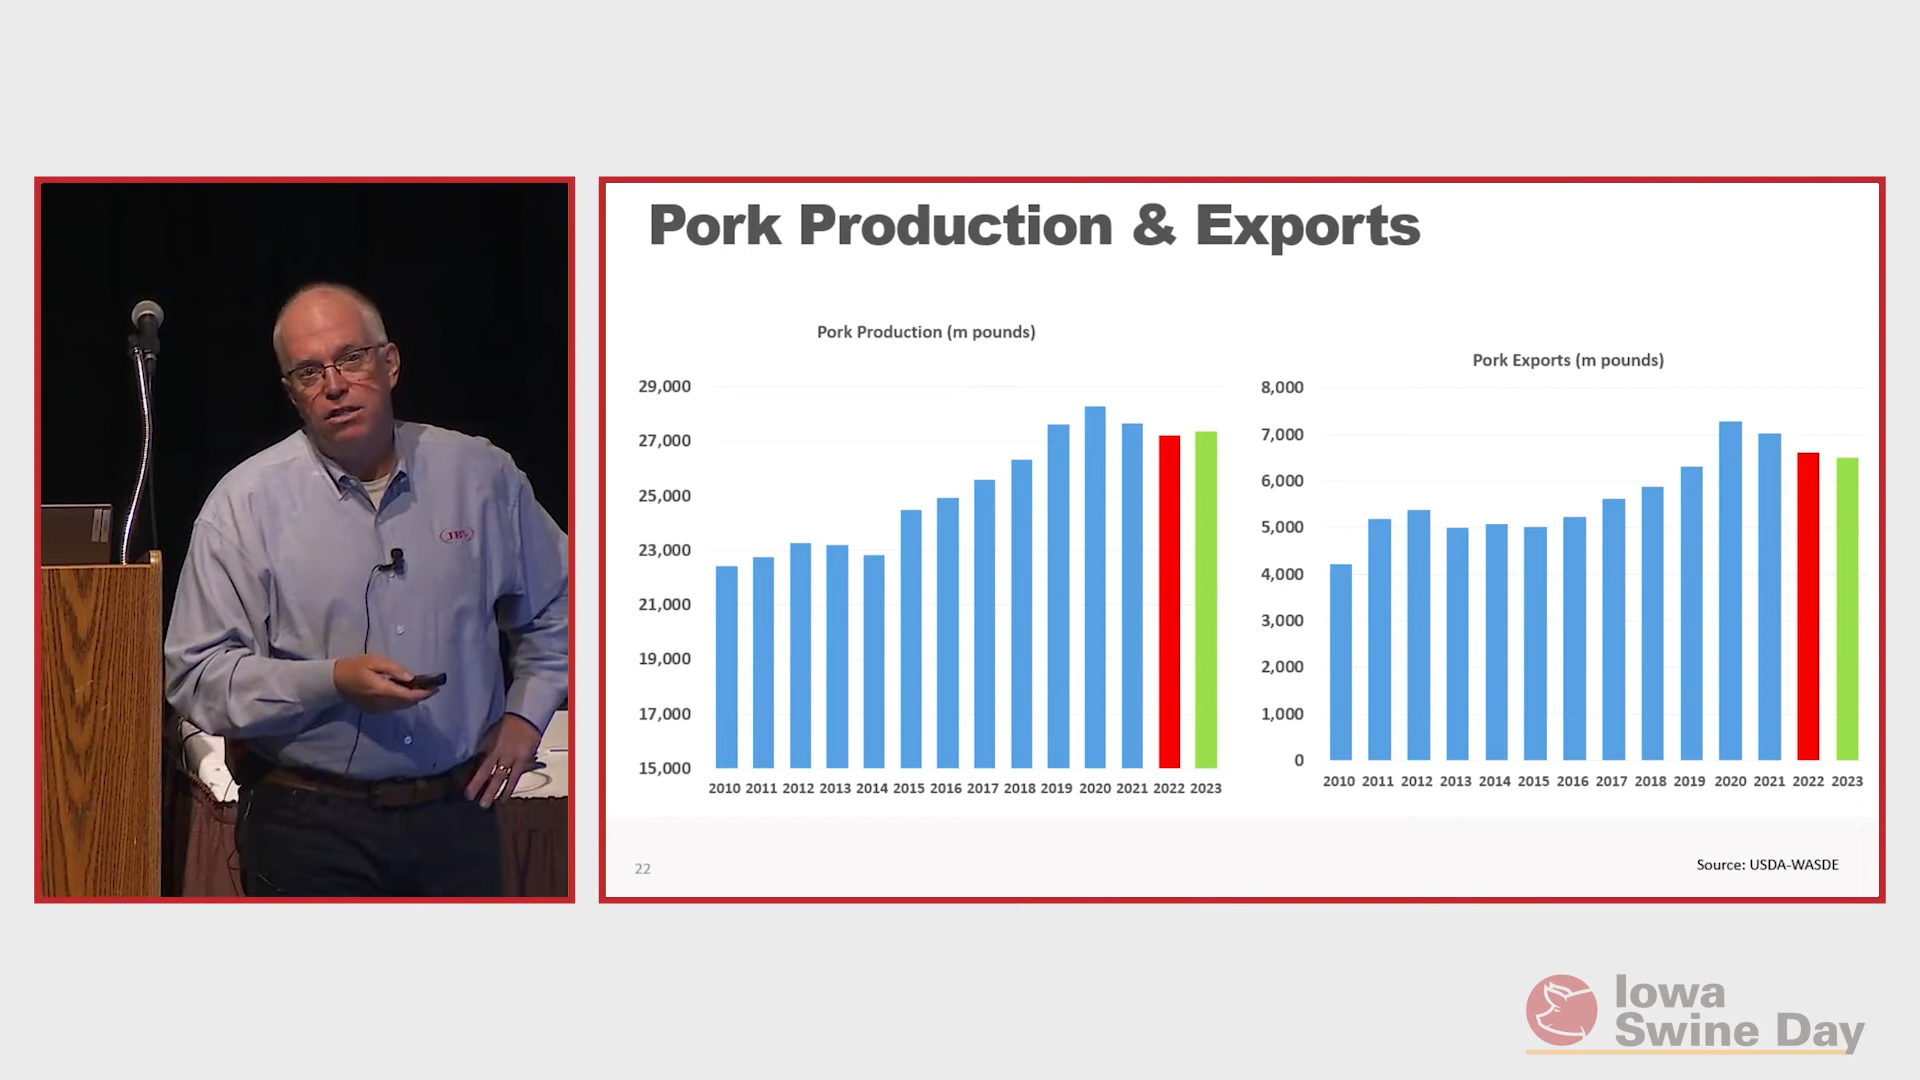 JBS
Pork Production & Exports
Pork Production (m pounds)
29,000
27,000
25,000
23,000
21,000
19,000
17,000
15,000
2010 2011 2012 2013 2014 2015 2016 2017 2018 2019 2020 2021 2022 2023
Pork Exports (m pounds)
8,000
7,000
6,000
5,000
4,000
3,000
2,000
1,000
0
2010 2011 2012 2013 2014 2015 2016 2017 2018 2019 2020 2021 2022 2023
22
Source: USDA-WASDE
Iowa
Swine Day